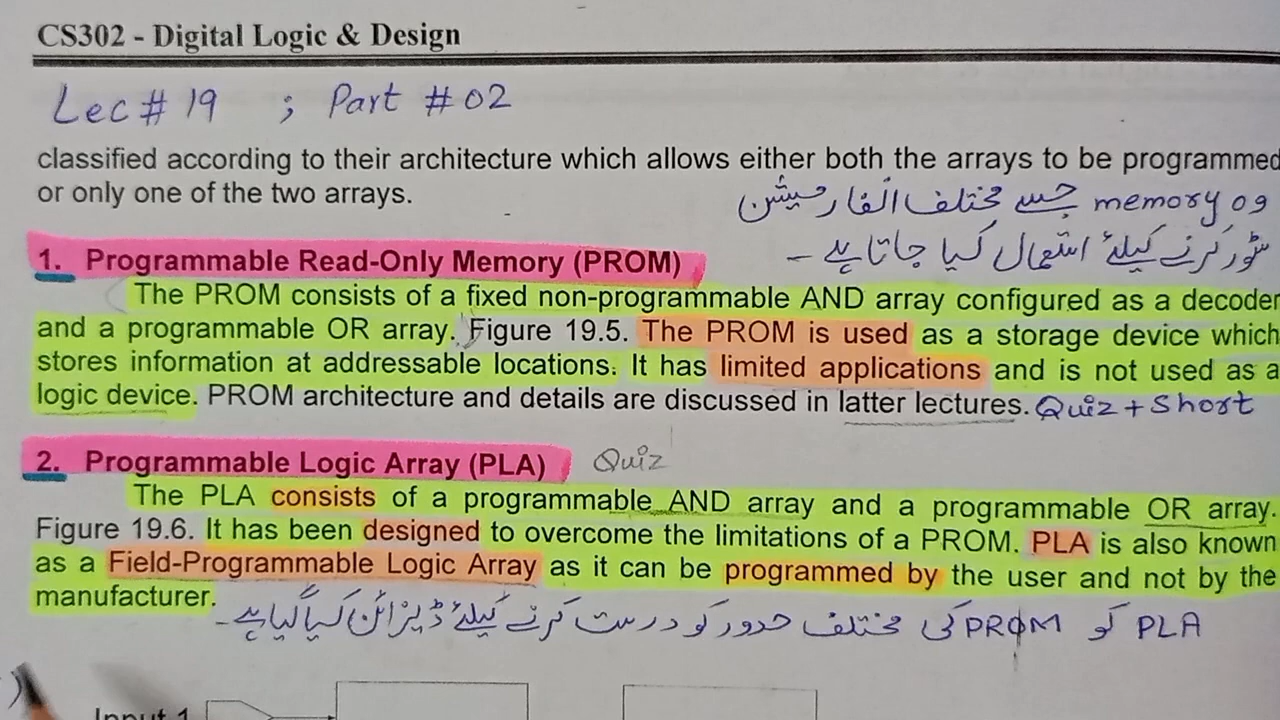 CS302 - Digital Logic & Design
Lec # 19 ; Part # 02
classified according to their architecture which allows either both the arrays to be programmed
or only one of the two arrays.
وہ memory جسے مختلف انفارمیشن
سٹور کرنے کیلئے استعمال کیا جاتا ہے ۔
1. Programmable Read-Only Memory (PROM)
The PROM consists of a fixed non-programmable AND array configured as a decoder
and a programmable OR array. Figure 19.5. The PROM is used as a storage device which
stores information at addressable locations. It has limited applications and is not used as a
logic device. PROM architecture and details are discussed in latter lectures. Quiz + Short
2. Programmable Logic Array (PLA) Quiz
The PLA consists of a programmable AND array and a programmable OR array.
Figure 19.6. It has been designed to overcome the limitations of a PROM. PLA is also known
as a Field-Programmable Logic Array as it can be programmed by the user and not by the
manufacturer.
PLA کو PROM کی مختلف حدود کو درست کرنے کیلئے ڈیزائن کیا گیا ہے۔
Input 1